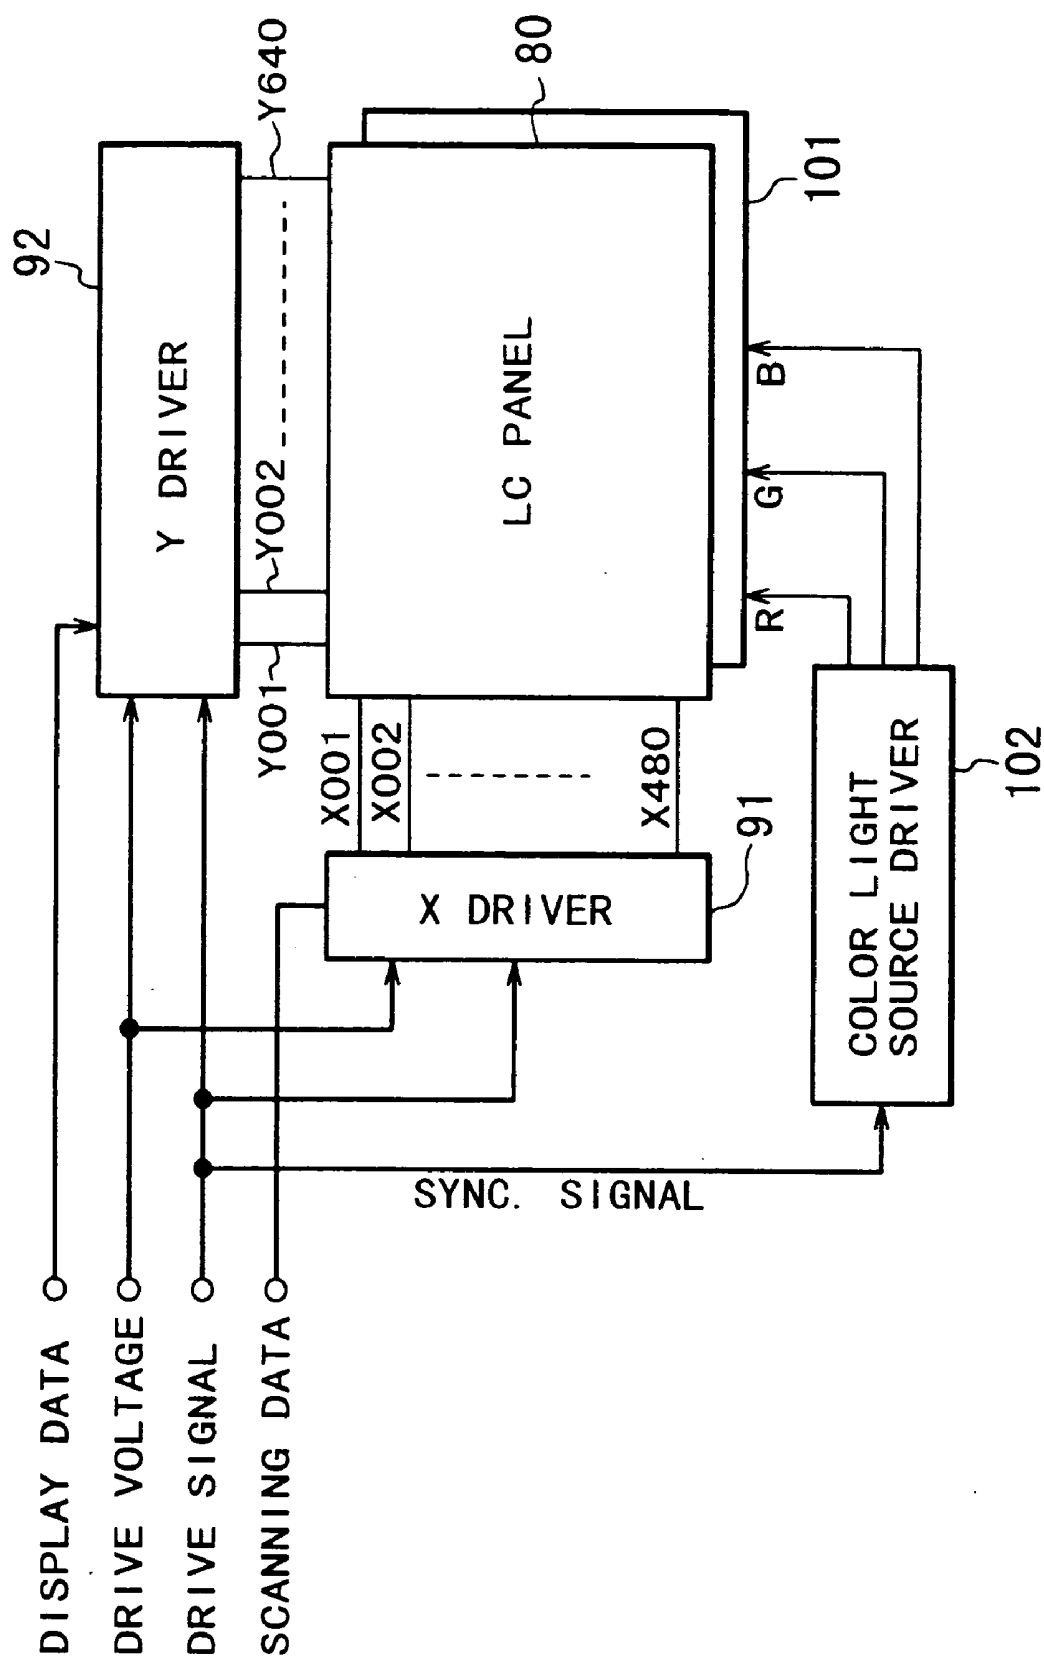 DISPLAY DATA
DRIVE VOLTAGE
DRIVE SIGNAL
SCANNING DATA
SYNC. SIGNAL
92
Y DRIVER
Y001
Y002
Y640
X001
X002
X480
X DRIVER
91
LC PANEL
80
101
R
G
B
COLOR LIGHT
SOURCE DRIVER
102